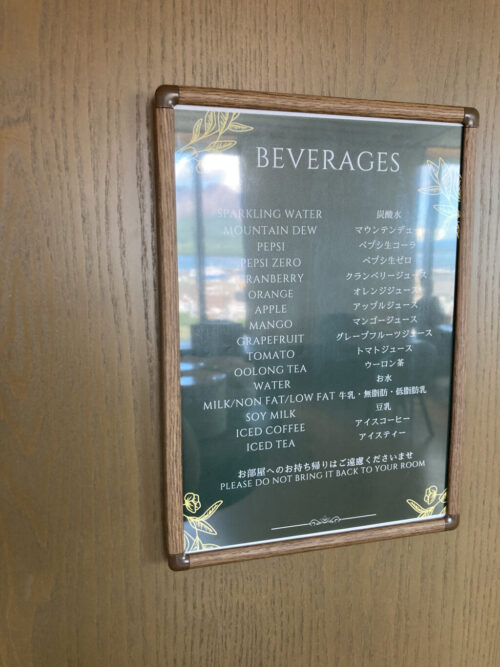 BEVERAGES
SPARKLING WATER 炭酸水
MOUNTAIN DEW マウンテンデュー
PEPSI ペプシ生コーラ
PEPSI ZERO ペプシ生ゼロ
CRANBERRY クランベリージュース
ORANGE オレンジジュース
APPLE アップルジュース
MANGO マンゴージュース
GRAPEFRUIT グレープフルーツジュース
TOMATO トマトジュース
OOLONG TEA ウーロン茶
WATER お水
MILK/NON FAT/LOW FAT 牛乳・無脂肪・低脂肪乳
SOY MILK 豆乳
ICED COFFEE アイスコーヒー
ICED TEA アイスティー
お部屋へのお持ち帰りはご遠慮くださいませ
PLEASE DO NOT BRING IT BACK TO YOUR ROOM